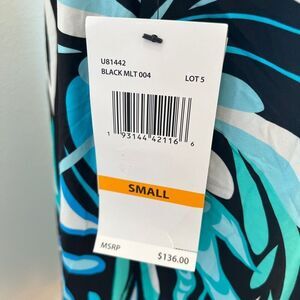 U81442
BLACK MLT 004
LOT 5
1 93144 42116 6
SMALL
MSRP
$136.00